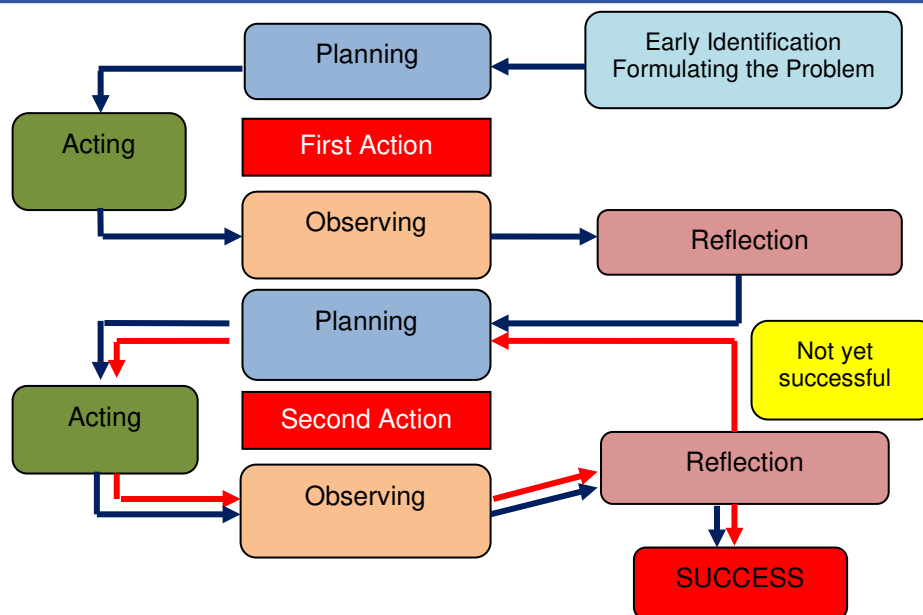 Planning
Early Identification
Formulating the Problem
Acting
First Action
Observing
Reflection
Planning
Not yet
successful
Acting
Second Action
Reflection
Observing
SUCCESS